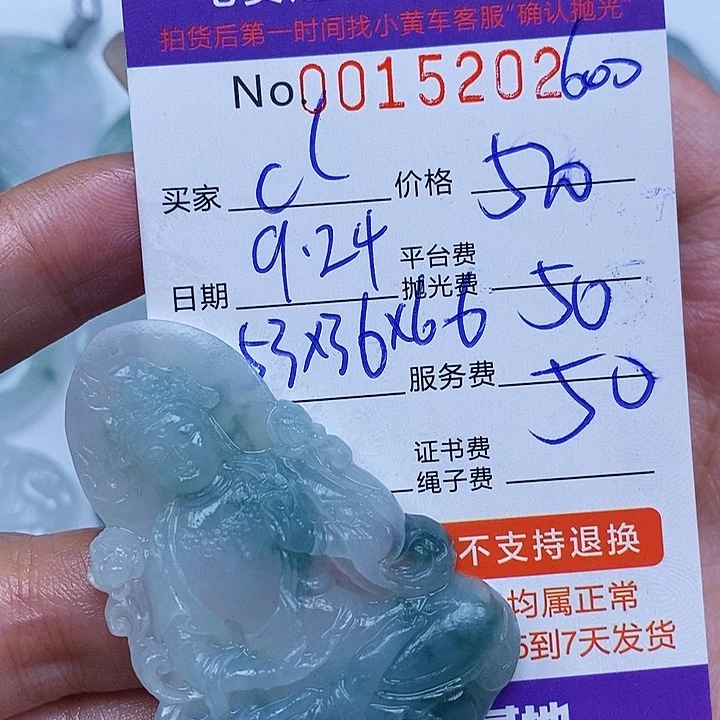 拍货后第一时间找小黄车客服"确认抛光"
No.0015202 600
买家 cl 价格 500
日期 9.24 平台费
抛光费 50
53x36x6.6 服务费 50
证书费
绳子费
不支持退换
均属正常
5到7天发货